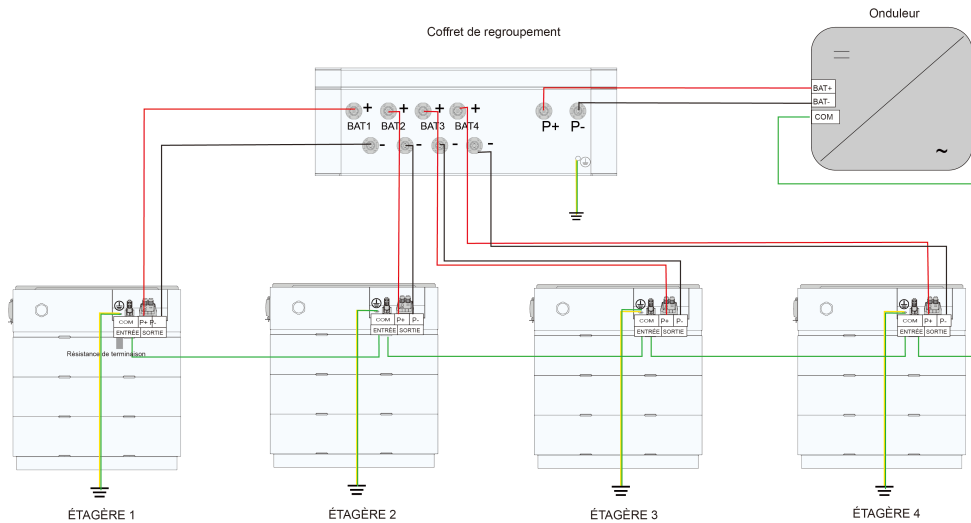 Onduleur
Coffret de regroupement
BAT+
BAT-
COM
+ + + +
BAT1 BAT2 BAT3 BAT4
P+ P-
- - - -
~
COM P+ P-
ENTRÉE SORTIE
Résistance de terminaison
COM P+ P-
ENTRÉE SORTIE
COM P+ P-
ENTRÉE SORTIE
COM P+ P-
ENTRÉE SORTIE
ÉTAGÈRE 1
ÉTAGÈRE 2
ÉTAGÈRE 3
ÉTAGÈRE 4